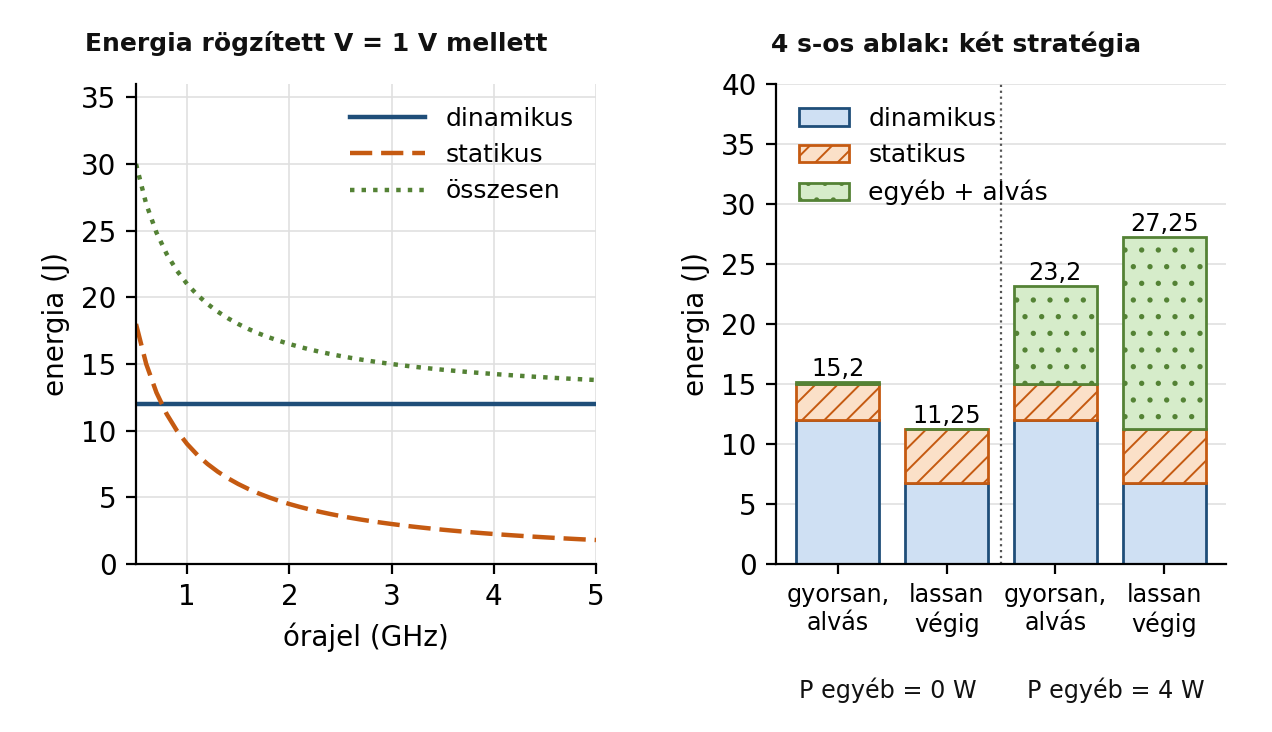 Energia rögzített V = 1 V mellett
35
30
25
20
15
10
5
0
energia (J)
dinamikus
statikus
összesen
1
2
3
4
5
órajel (GHz)
4 s-os ablak: két stratégia
40
35
30
25
20
15
10
5
0
energia (J)
dinamikus
statikus
egyéb + alvás
15,2
11,25
23,2
27,25
gyorsan,
alvás
lassan
végig
gyorsan,
alvás
lassan
végig
P egyéb = 0 W
P egyéb = 4 W